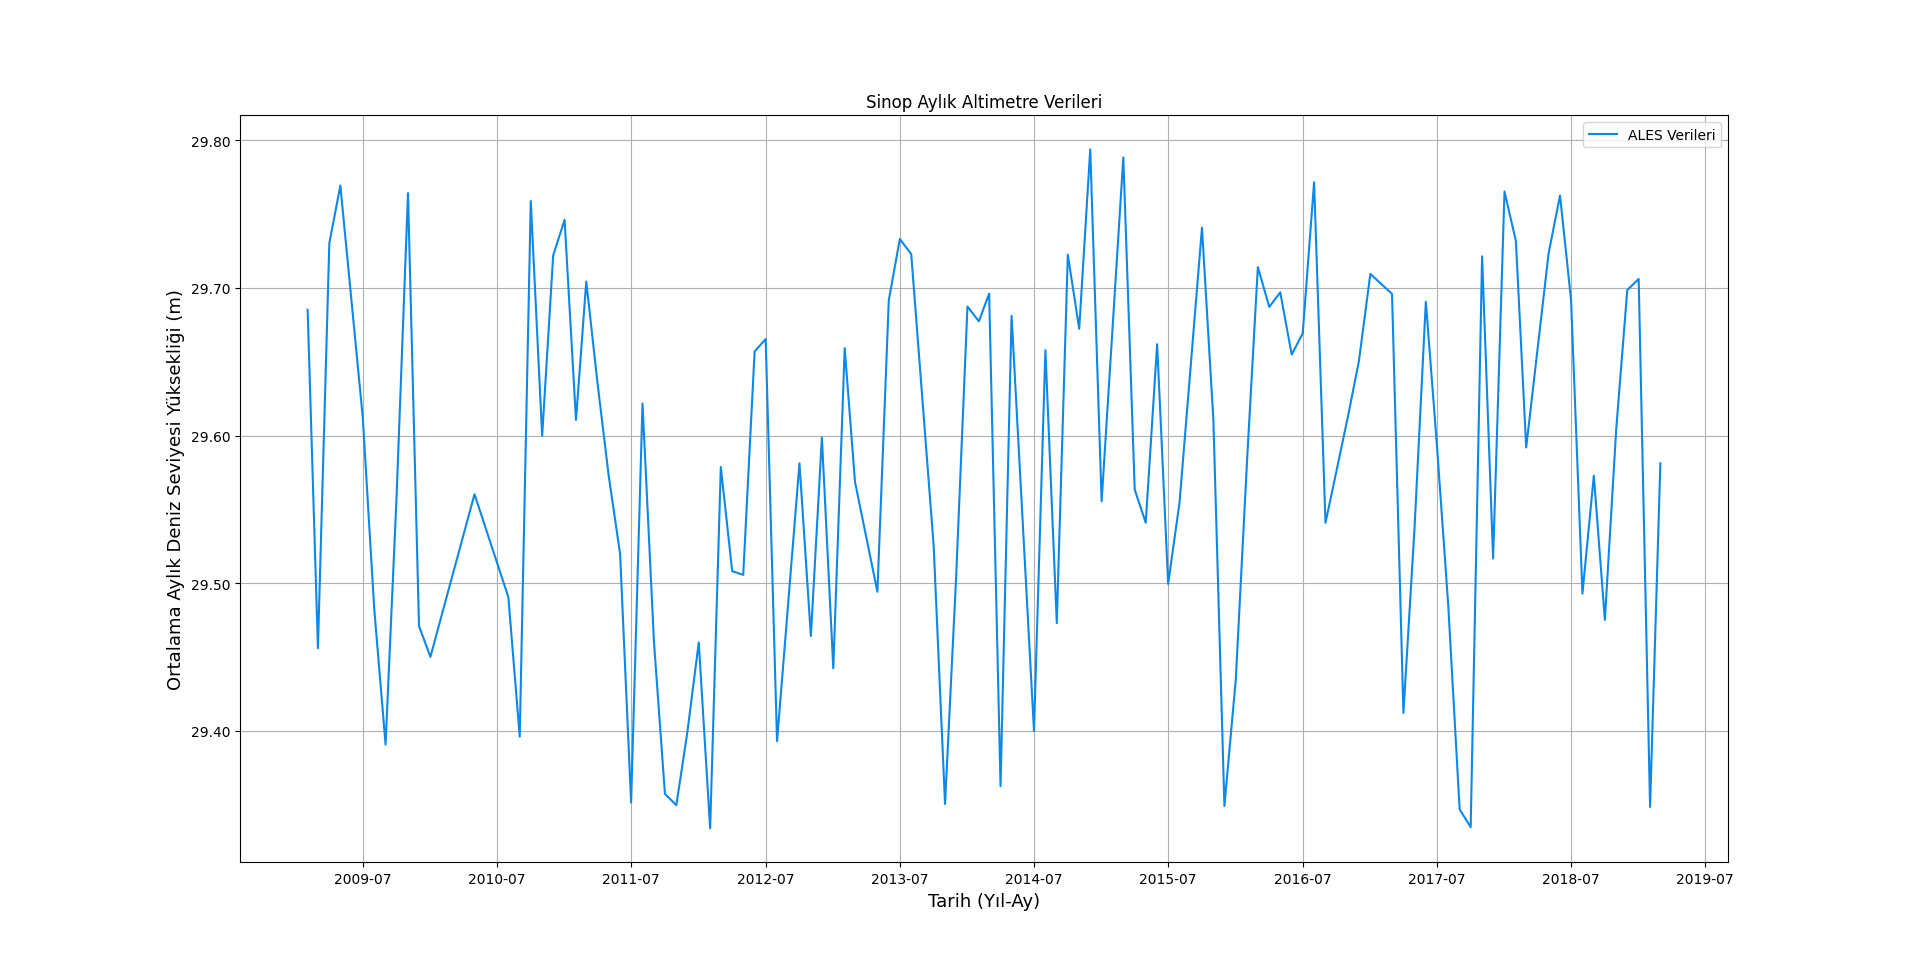 Sinop Aylık Altimetre Verileri
ALES Verileri
Ortalama Aylık Deniz Seviyesi Yüksekliği (m)
29.80
29.70
29.60
29.50
29.40
2009-07 2010-07 2011-07 2012-07 2013-07 2014-07 2015-07 2016-07 2017-07 2018-07 2019-07
Tarih (Yıl-Ay)